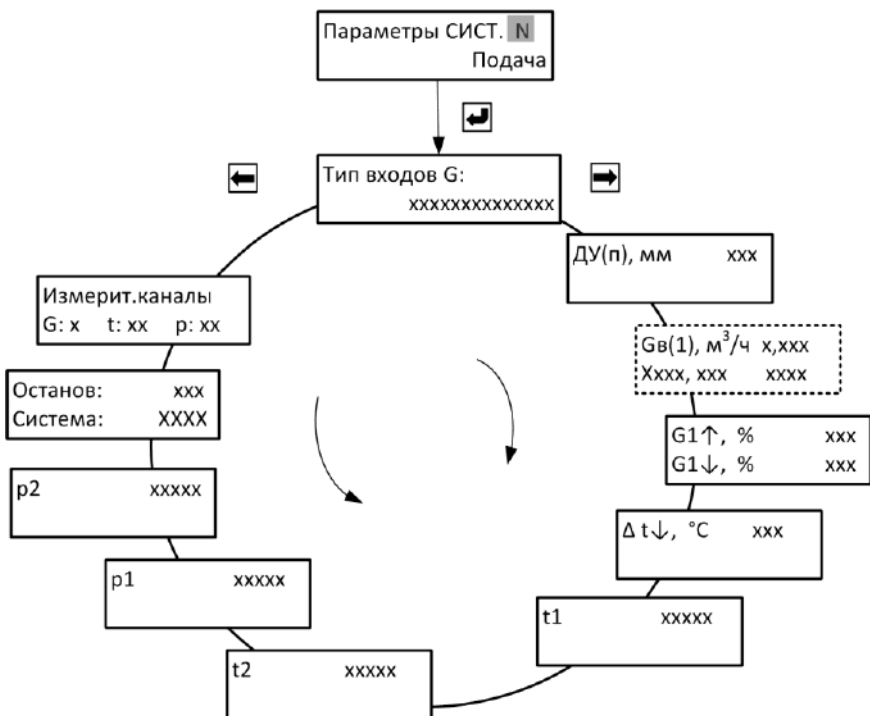 Параметры СИСТ. N
Подача
Тип входов G:
xxxxxxxxxxxxxx
ДУ(п), мм xxx
Gв(1), м³/ч x,xxx
Xxxx, xxx xxxx
G1↑, % xxx
G1↓, % xxx
Δ t↓, °C xxx
t1 xxxxx
t2 xxxxx
p1 xxxxx
p2 xxxxx
Останов: xxx
Система: XXXX
Измерит.каналы
G: x t: xx p: xx